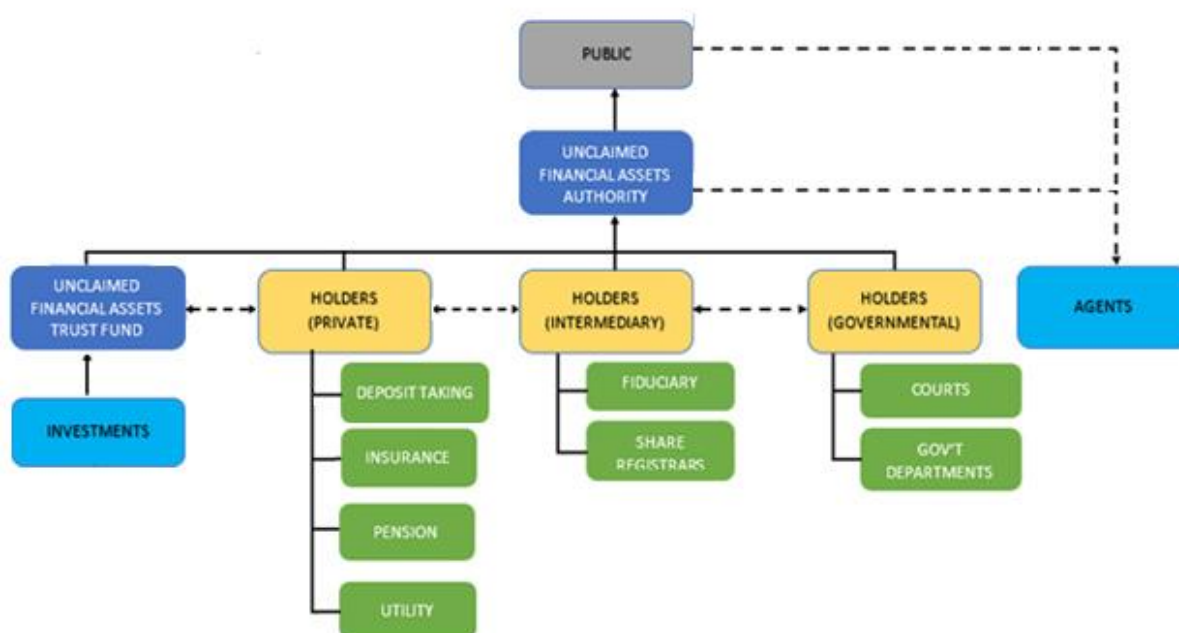 PUBLIC
UNCLAIMED
FINANCIAL ASSETS
AUTHORITY
UNCLAIMED
FINANCIAL ASSETS
TRUST FUND
HOLDERS
(PRIVATE)
HOLDERS
(INTERMEDIARY)
HOLDERS
(GOVERNMENTAL)
AGENTS
INVESTMENTS
DEPOSIT TAKING
INSURANCE
PENSION
UTILITY
FIDUCIARY
SHARE
REGISTRARS
COURTS
GOV'T
DEPARTMENTS